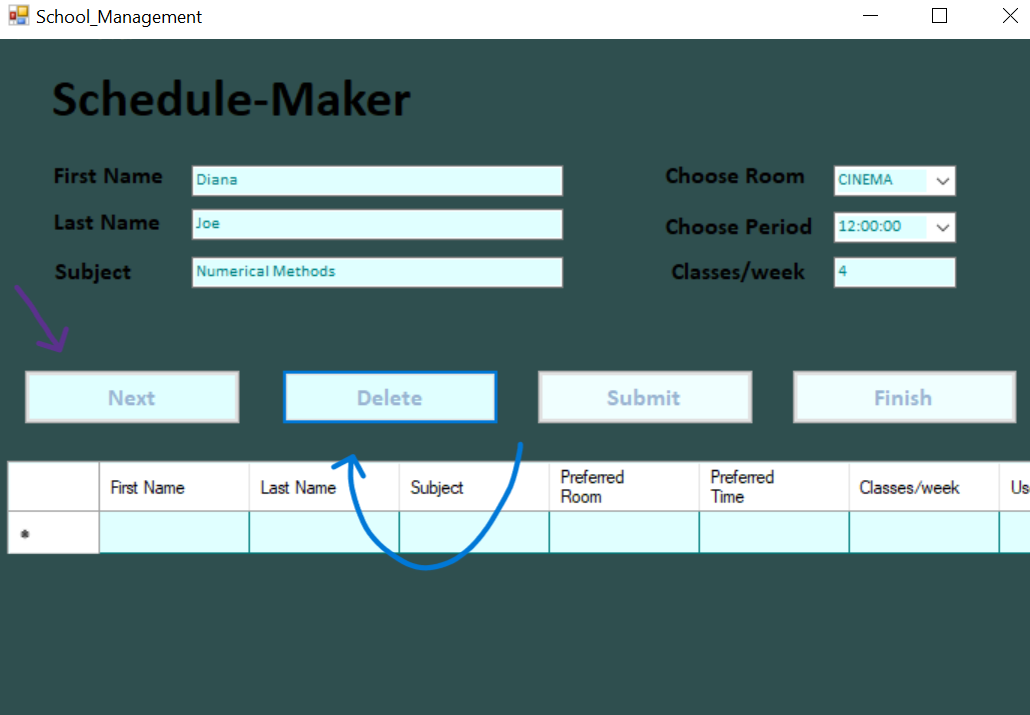 School_Management
Schedule-Maker
First Name Diana
Last Name Joe
Subject Numerical Methods
Choose Room CINEMA
Choose Period 12:00:00
Classes/week 4
Next Delete Submit Finish
First Name Last Name Subject Preferred Room Preferred Time Classes/week Us
*